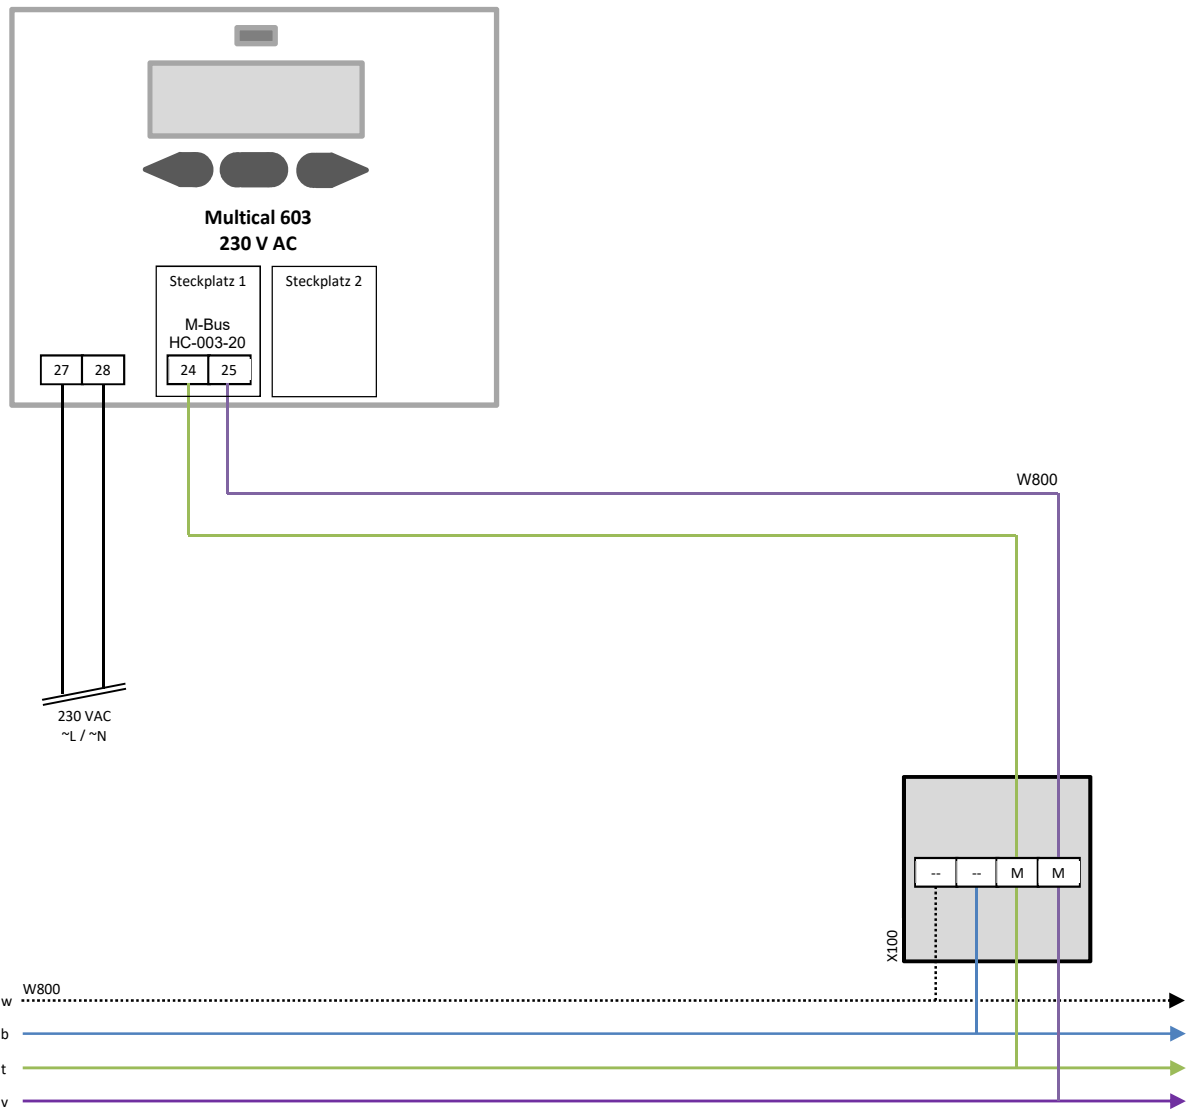 Multical 603
230 V AC
Steckplatz 1
Steckplatz 2
M-Bus
HC-003-20
27 28 24 25
W800
230 VAC
~L / ~N
-- -- M M
X100
W800
w
b
t
v